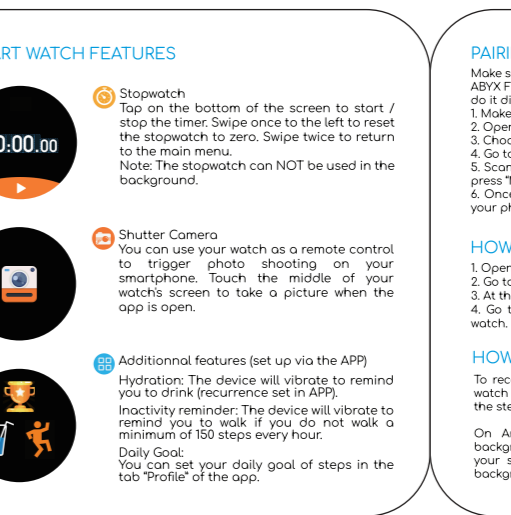 RT WATCH FEATURES
0:00.00
Stopwatch
Tap on the bottom of the screen to start /
stop the timer. Swipe once to the left to reset
the stopwatch to zero. Swipe twice to return
to the main menu.
Note: The stopwatch can NOT be used in the
background.
Shutter Camera
You can use your watch as a remote control
to trigger photo shooting on your
smartphone. Touch the middle of your
watch's screen to take a picture when the
app is open.
Additionnal features (set up via the APP)
Hydration: The device will vibrate to remind
you to drink (recurrence set in APP).
Inactivity reminder: The device will vibrate to
remind you to walk if you do not walk a
minimum of 150 steps every hour.
Daily Goal:
You can set your daily goal of steps in the
tab "Profile" of the app.
PAIRI
Make s
ABYX F
do it di
1. Make
2. Oper
3. Choo
4. Go to
5. Scan
press "
6. Once
your ph
HOW
1. Open
2. Go to
3. At th
4. Go t
watch.
HOW
To rec
watch
the ste
On A
backgr
your s
backgr